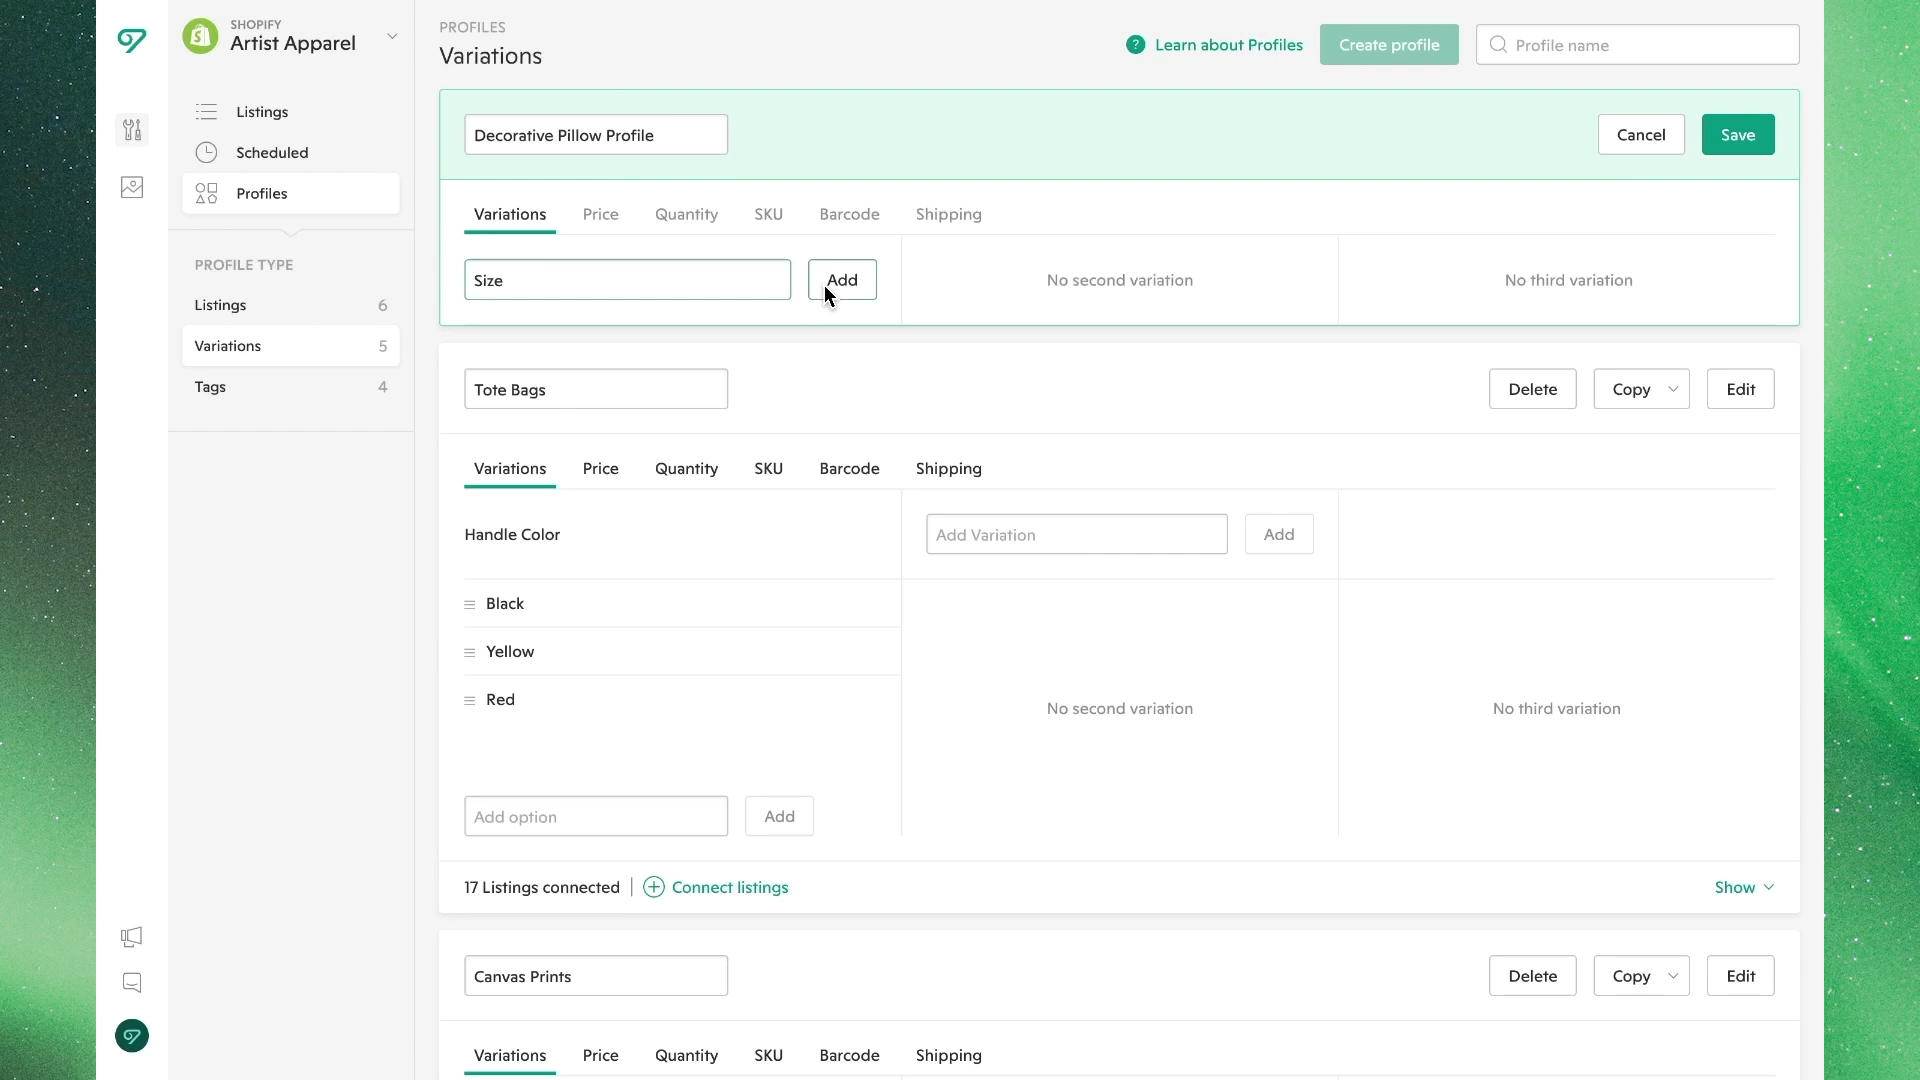 SHOPIFY
Artist Apparel
Listings
Scheduled
Profiles
PROFILE TYPE
Listings 6
Variations 5
Tags 4
PROFILES
Variations
? Learn about Profiles
Create profile
Profile name
Decorative Pillow Profile
Cancel
Save
Variations Price Quantity SKU Barcode Shipping
Size
Add
No second variation
No third variation
Tote Bags
Delete
Copy
Edit
Variations Price Quantity SKU Barcode Shipping
Handle Color
Add Variation
Add
Black
Yellow
Red
No second variation
No third variation
Add option
Add
17 Listings connected | Connect listings
Show
Canvas Prints
Delete
Copy
Edit
Variations Price Quantity SKU Barcode Shipping